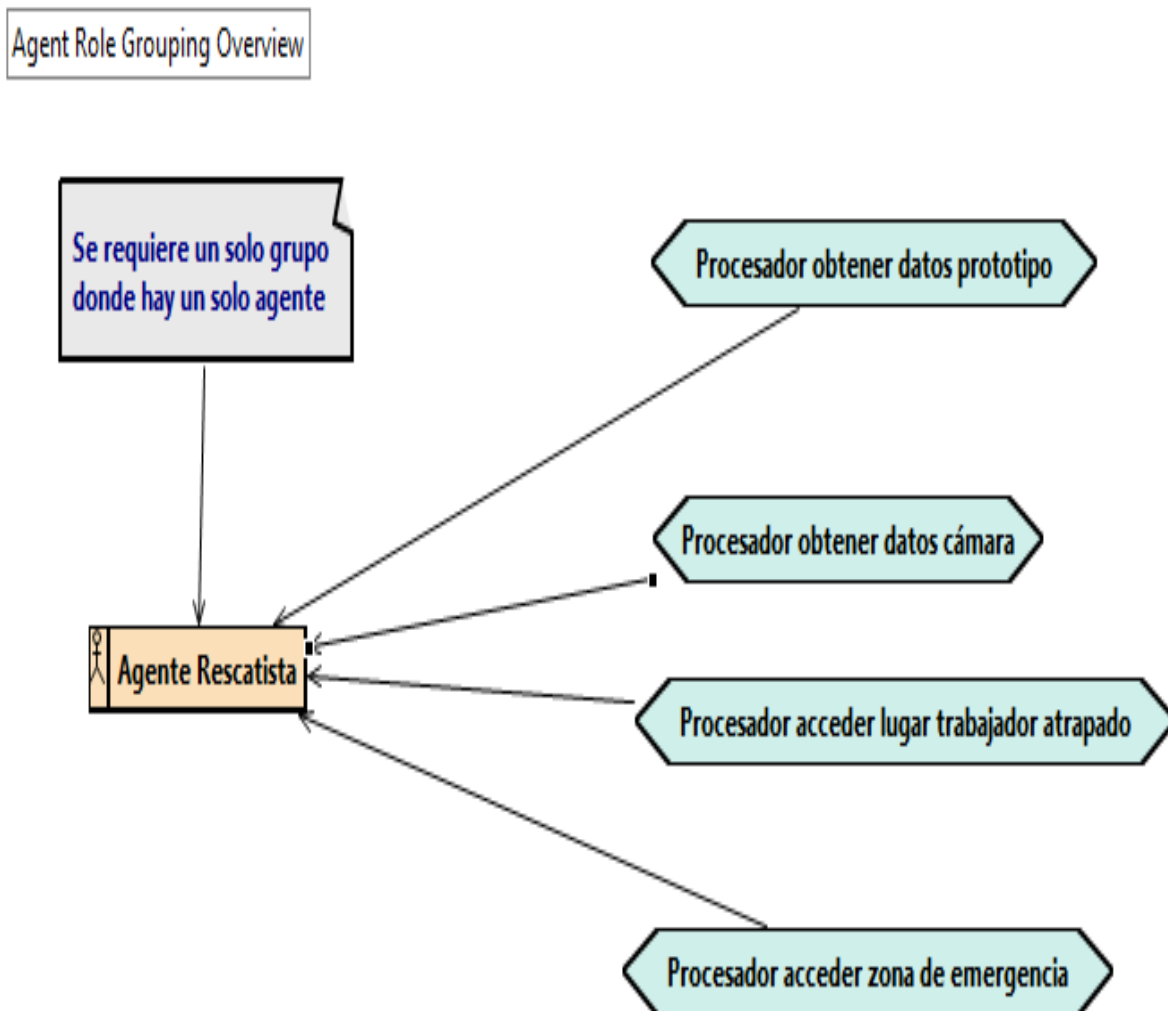 Agent Role Grouping Overview
Se requiere un solo grupo
donde hay un solo agente
Procesador obtener datos prototipo
Procesador obtener datos cámara
Agente Rescatista
Procesador acceder lugar trabajador atrapado
Procesador acceder zona de emergencia